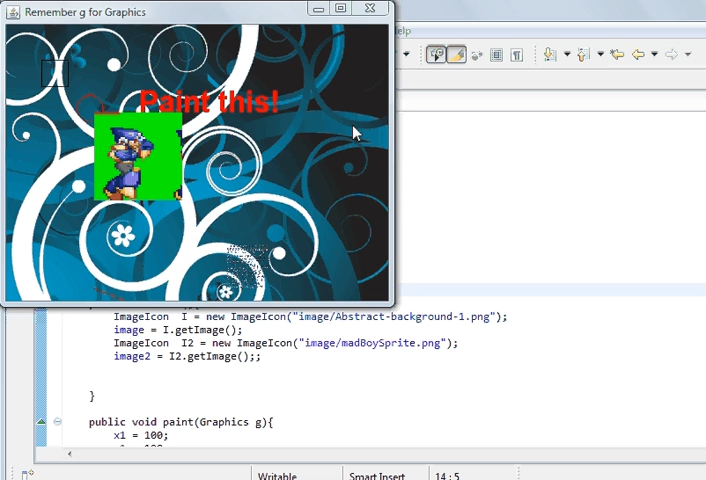 Remember g for Graphics
elp
Paint this!
ImageIcon I = new ImageIcon("image/Abstract-background-1.png");
image = I.getImage();
ImageIcon I2 = new ImageIcon("image/madBoySprite.png");
image2 = I2.getImage();;
}
public void paint(Graphics g){
x1 = 100;
Writable Smart Insert 14 : 5